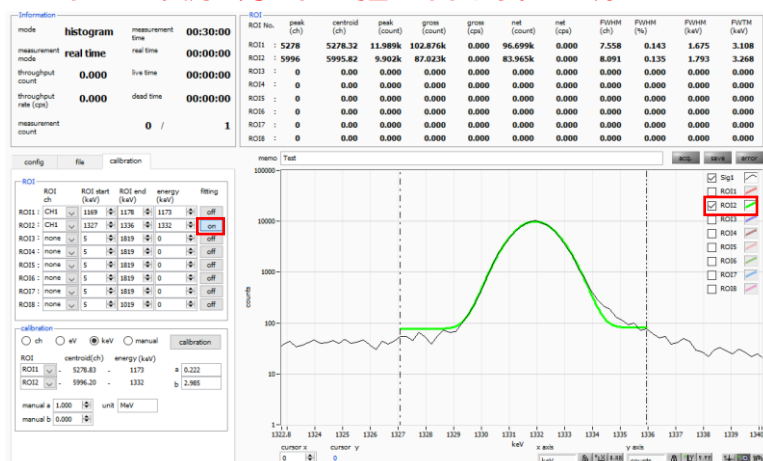 Information
mode histogram measurement time 00:30:00
measurement mode real time real time 00:00:00
throughput count 0.000 live time 00:00:00
throughput rate (cps) 0.000 dead time 00:00:00
measurement count 0 / 1
ROI
ROI No. peak (ch) centroid (ch) peak (count) gross (count) gross (cps) net (count) net (cps) FWHM (ch) FWHM (%) FWHM (keV) FWTM (keV)
ROI1 : 5278 5278.32 11.989k 102.876k 0.000 96.699k 0.000 7.558 0.143 1.675 3.108
ROI2 : 5996 5995.82 9.902k 87.023k 0.000 83.965k 0.000 8.091 0.135 1.793 3.268
ROI3 : 0 0.00 0.000 0.000 0.000 0.000 0.000 0.000 0.000 0.000 0.000
ROI4 : 0 0.00 0.000 0.000 0.000 0.000 0.000 0.000 0.000 0.000 0.000
ROI5 : 0 0.00 0.000 0.000 0.000 0.000 0.000 0.000 0.000 0.000 0.000
ROI6 : 0 0.00 0.000 0.000 0.000 0.000 0.000 0.000 0.000 0.000 0.000
ROI7 : 0 0.00 0.000 0.000 0.000 0.000 0.000 0.000 0.000 0.000 0.000
ROI8 : 0 0.00 0.000 0.000 0.000 0.000 0.000 0.000 0.000 0.000 0.000
config file calibration
ROI
ROI ch ROI start (keV) ROI end (keV) energy (keV) fitting
ROI1 : CH1 1169 1178 1173 off
ROI2 : CH1 1327 1336 1332 on
ROI3 : none 5 1819 0 off
ROI4 : none 5 1819 0 off
ROI5 : none 5 1819 0 off
ROI6 : none 5 1819 0 off
ROI7 : none 5 1819 0 off
ROI8 : none 5 1019 0 off
calibration
ch eV keV manual calibration
ROI centroid(ch) energy (keV)
ROI1 - 5278.83 - 1173 a 0.222
ROI2 - 5996.20 - 1332 b 2.985
manual a 1.000 unit MeV
manual b 0.000
memo Test acq. save error
Sig1
ROI1
ROI2
ROI3
ROI4
ROI5
ROI6
ROI7
ROI8
100000
10000
1000
100
10
1
counts
1322.8 1324 1325 1326 1327 1328 1329 1330 1331 1332 1333 1334 1335 1336 1337 1338 1339 1340
keV
cursor x cursor y x axis y axis
0 0 keV counts